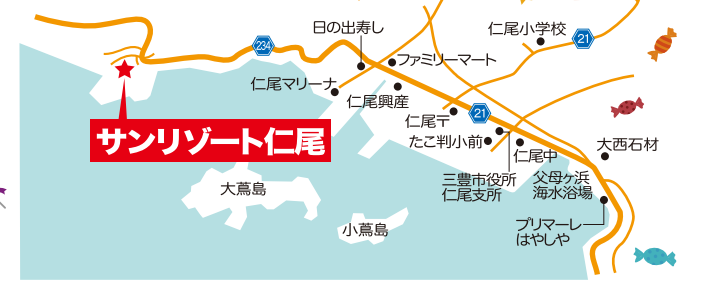 日の出寿し
仁尾小学校
21
234
ファミリーマート
仁尾マリーナ
仁尾興産
仁尾〒
21
サンリゾート仁尾
たこ判小前
仁尾中
大西石材
三豊市役所
仁尾支所
父母ヶ浜
海水浴場
大蔦島
小蔦島
プリマーレ
はやしや